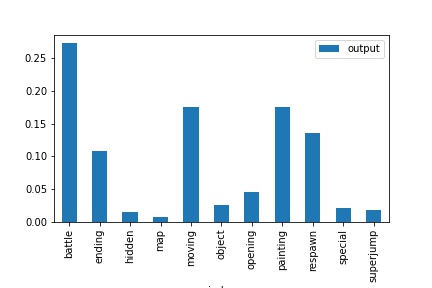 output
0.25
0.20
0.15
0.10
0.05
0.00
battle
ending
hidden
map
moving
object
opening
painting
respawn
special
superjump